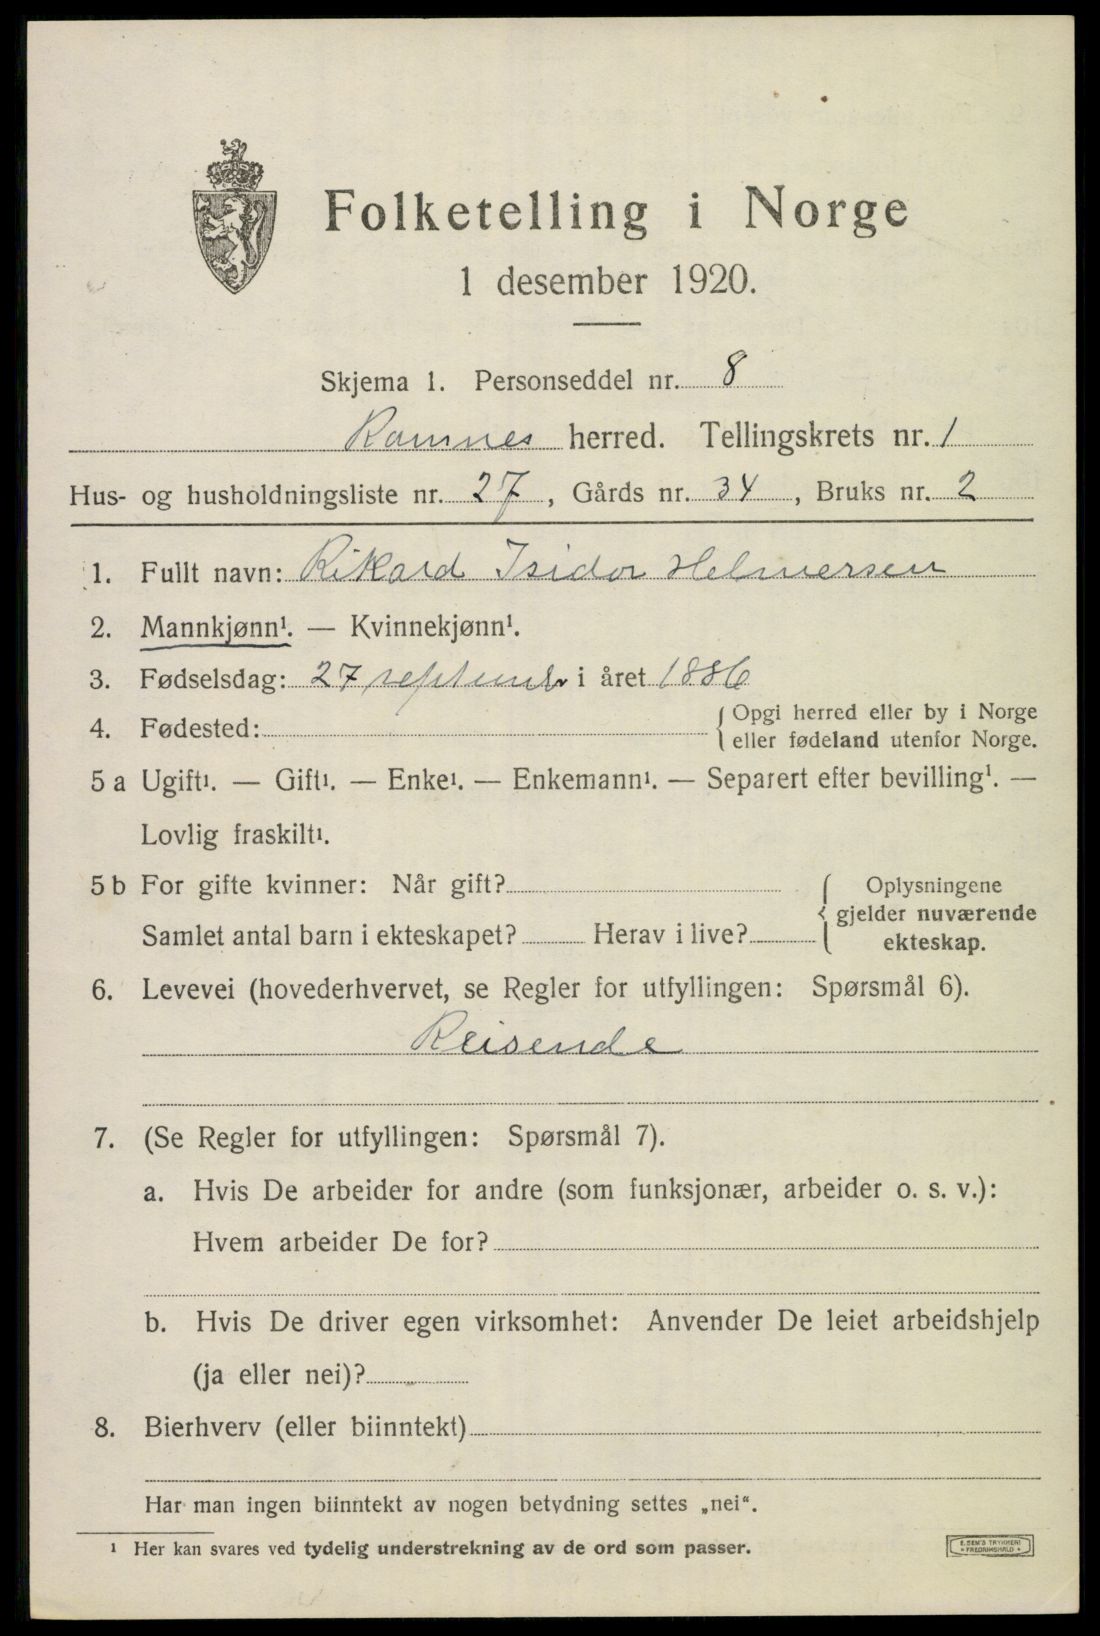 Folketelling i Norge
1 desember 1920.
Skjema 1. Personseddel nr. 8
Ramnes herred. Tellingskrets nr. 1
Hus- og husholdningsliste nr. 27, Gårds nr. 34, Bruks nr. 2
1. Fullt navn: Rikard Isidor Helmersen
2. Mannkjønn¹. — Kvinnekjønn¹.
3. Fødselsdag: 27 september i året 1886
4. Fødested: { Opgi herred eller by i Norge
eller fødeland utenfor Norge.
5 a Ugift¹. — Gift¹. — Enke¹. — Enkemann¹. — Separert efter bevilling¹. —
Lovlig fraskilt¹.
5 b For gifte kvinner: Når gift? { Oplysningene
gjelder nuværende
Samlet antal barn i ekteskapet? Herav i live? ekteskap.
6. Levevei (hovederhvervet, se Regler for utfyllingen: Spørsmål 6).
Reisende
7. (Se Regler for utfyllingen: Spørsmål 7).
a. Hvis De arbeider for andre (som funksjonær, arbeider o. s. v.):
Hvem arbeider De for?
b. Hvis De driver egen virksomhet: Anvender De leiet arbeidshjelp
(ja eller nei)?
8. Bierhverv (eller biinntekt)
Har man ingen biinntekt av nogen betydning settes „nei“.
¹ Her kan svares ved tydelig understrekning av de ord som passer.
E. SEM'S TRYKKERI
FREDRIKSHALD